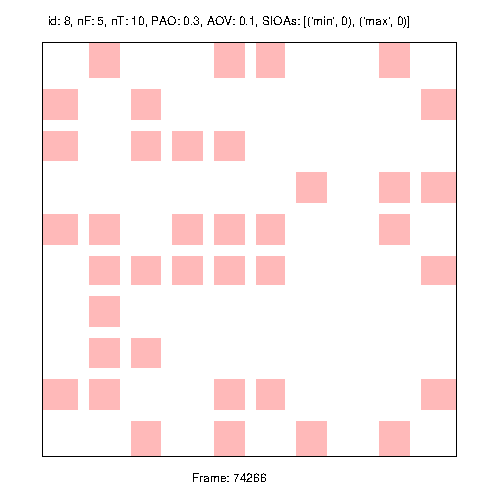 id: 8, nF: 5, nT: 10, PAO: 0.3, AOV: 0.1, SIOAs: [('min', 0), ('max', 0)]
Frame: 74266